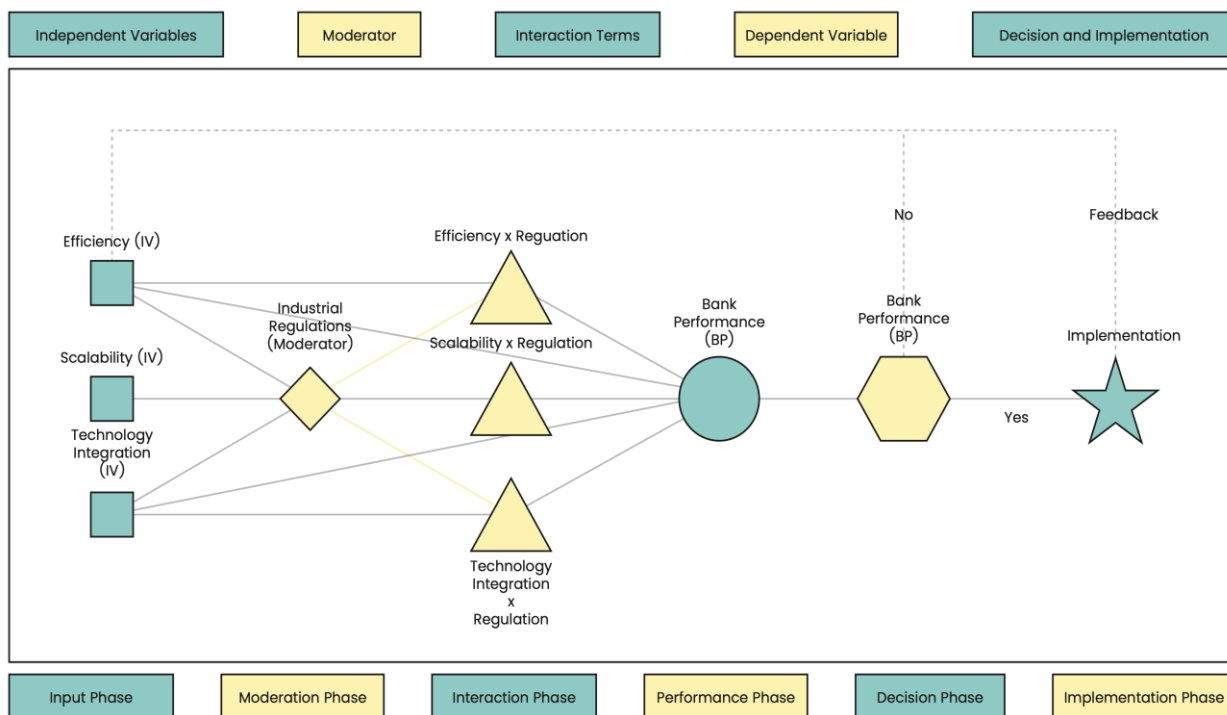 Independent Variables
Moderator
Interaction Terms
Dependent Variable
Decision and Implementation
No
Feedback
Efficiency (IV)
Efficiency x Reguation
Industrial
Regulations
(Moderator)
Bank
Performance
(BP)
Bank
Performance
(BP)
Implementation
Scalability (IV)
Scalability x Regulation
Yes
Technology
Integration
(IV)
Technology
Integration
x
Regulation
Input Phase
Moderation Phase
Interaction Phase
Performance Phase
Decision Phase
Implementation Phase